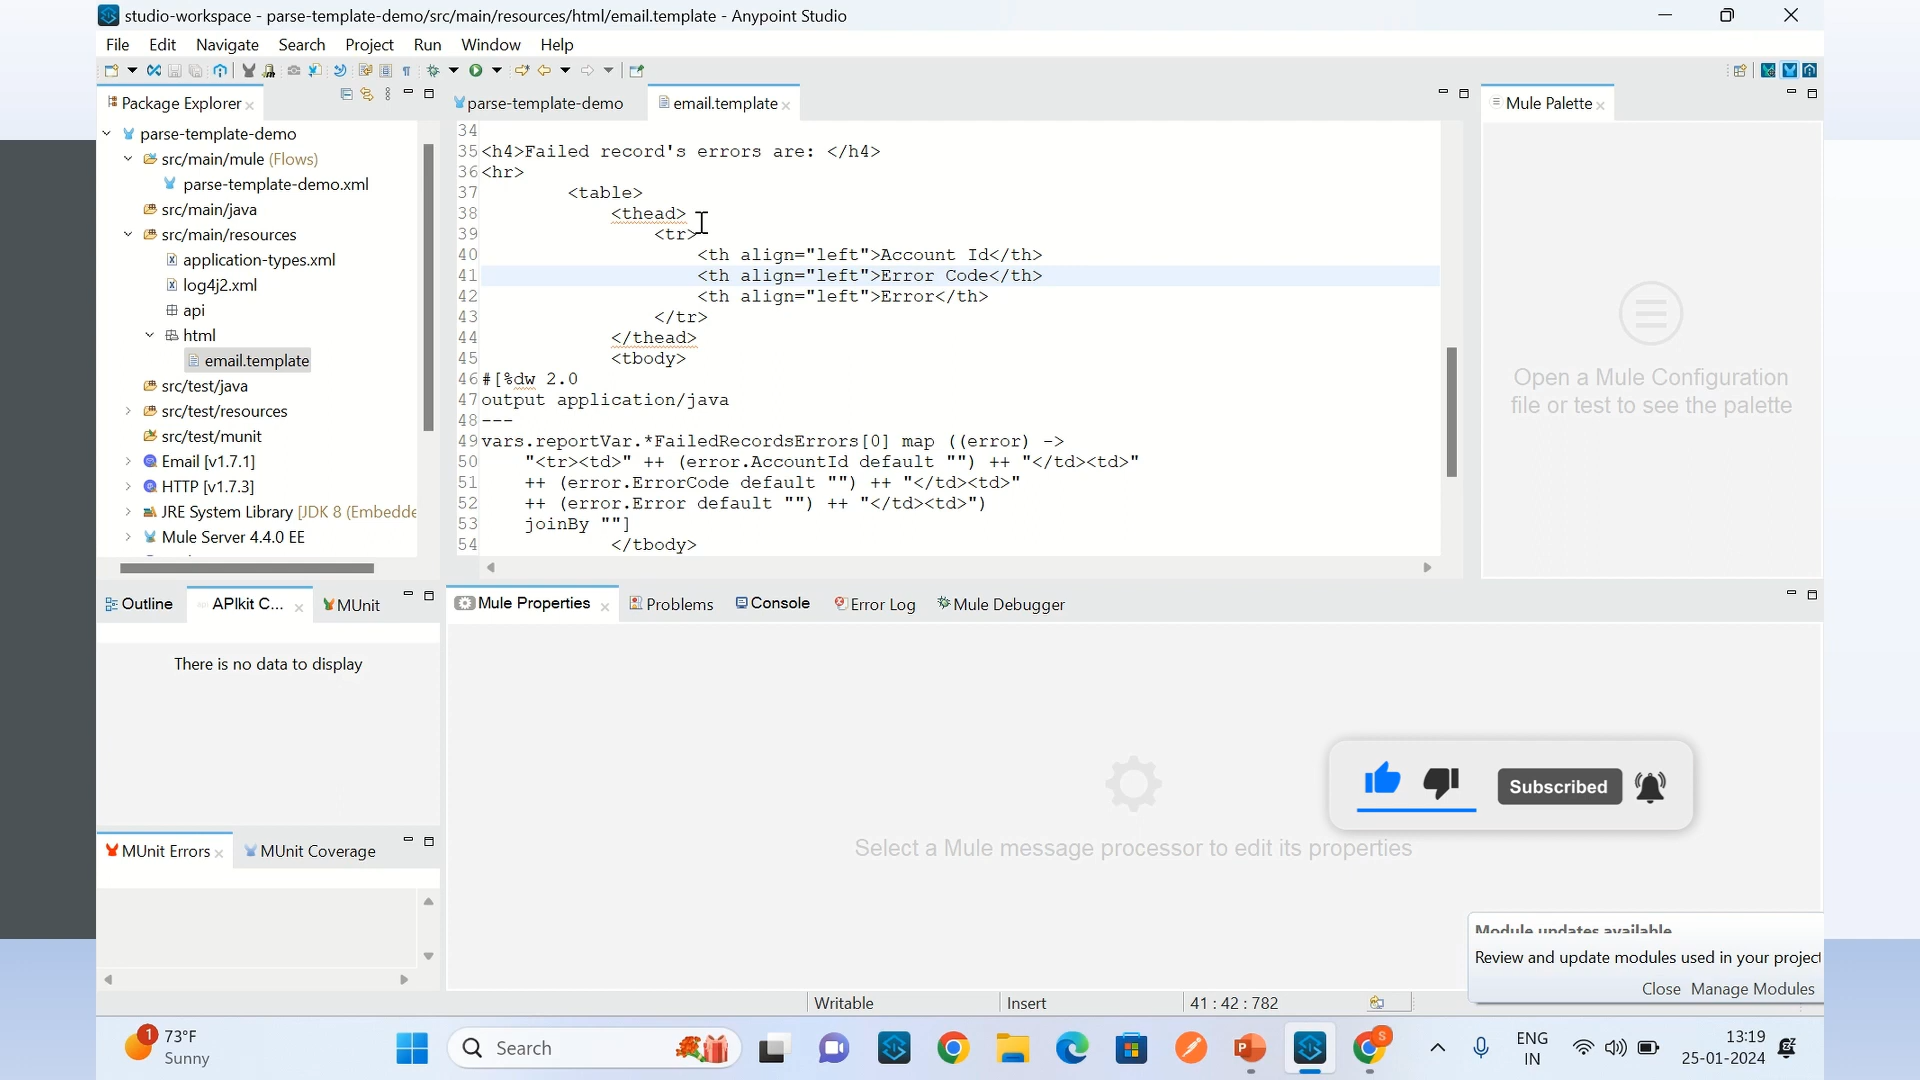 studio-workspace - parse-template-demo/src/main/resources/html/email.template - Anypoint Studio
File Edit Navigate Search Project Run Window Help
Package Explorer
parse-template-demo
src/main/mule (Flows)
parse-template-demo.xml
src/main/java
src/main/resources
application-types.xml
log4j2.xml
api
html
email.template
src/test/java
src/test/resources
src/test/munit
Email [v1.7.1]
HTTP [v1.7.3]
JRE System Library [JDK 8 (Embedde
Mule Server 4.4.0 EE
parse-template-demo email.template
34
35 <h4>Failed record's errors are: </h4>
36 <hr>
37 <table>
38 <thead>
39 <tr>
40 <th align="left">Account Id</th>
41 <th align="left">Error Code</th>
42 <th align="left">Error</th>
43 </tr>
44 </thead>
45 <tbody>
46 #[%dw 2.0
47 output application/java
48 ---
49 vars.reportVar.*FailedRecordsErrors[0] map ((error) ->
50 "<tr><td>" ++ (error.AccountId default "") ++ "</td><td>"
51 ++ (error.ErrorCode default "") ++ "</td><td>"
52 ++ (error.Error default "") ++ "</td><td>")
53 joinBy ""]
54 </tbody>
Mule Palette
Open a Mule Configuration
file or test to see the palette
Outline APIkit C... MUnit
There is no data to display
MUnit Errors MUnit Coverage
Mule Properties Problems Console Error Log Mule Debugger
Select a Mule message processor to edit its properties
Subscribed
Module updates available
Review and update modules used in your project
Close Manage Modules
Writable Insert 41 : 42 : 782
1
73°F
Sunny
Search
S
ENG
IN
13:19
25-01-2024